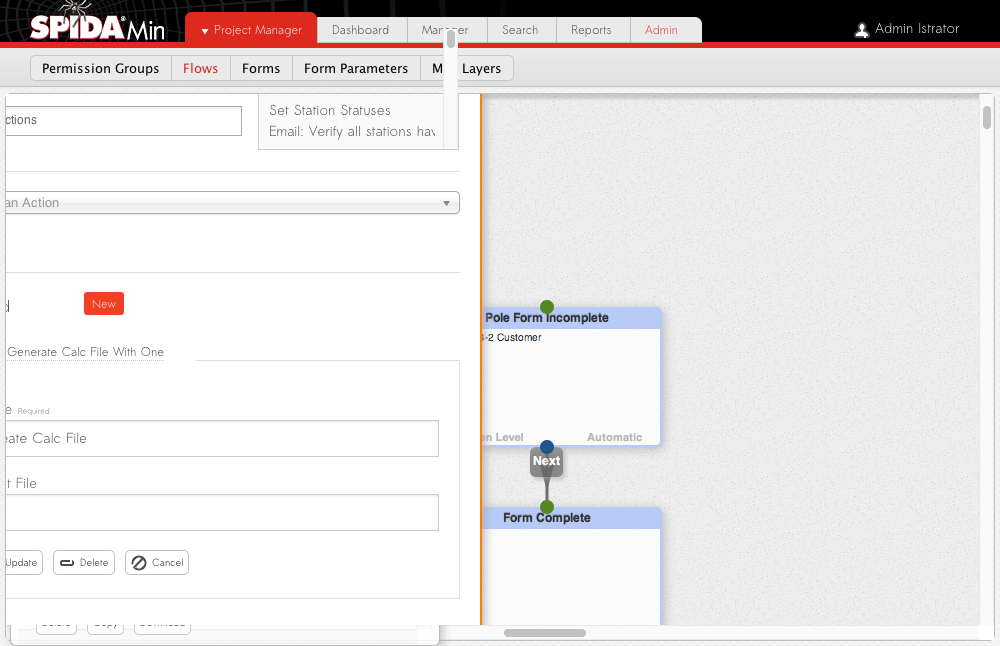 SPIDA® Min
Project Manager Dashboard Manager Search Reports Admin Admin Istrator
Permission Groups Flows Forms Form Parameters M Layers
ctions
Set Station Statuses
Email: Verify all stations hav
an Action
New
Pole Form Incomplete
-2 Customer
Generate Calc File With One
e Required
eate Calc File
on Level Automatic
Next
t File
Form Complete
Update Delete Cancel
Copy